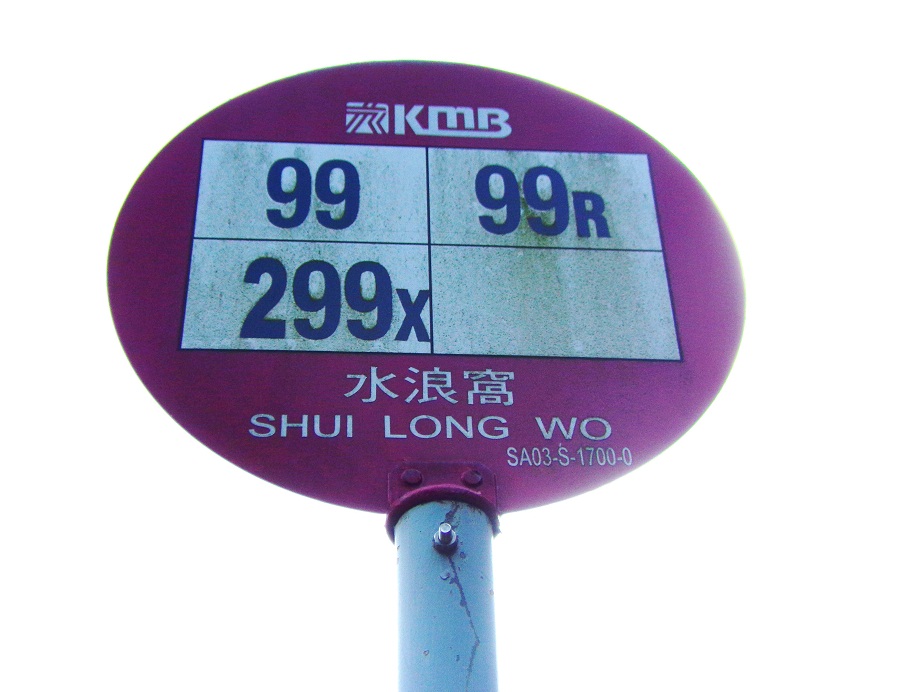 KMB
99 99R
299X
水浪窩
SHUI LONG WO
SA03-S-1700-0